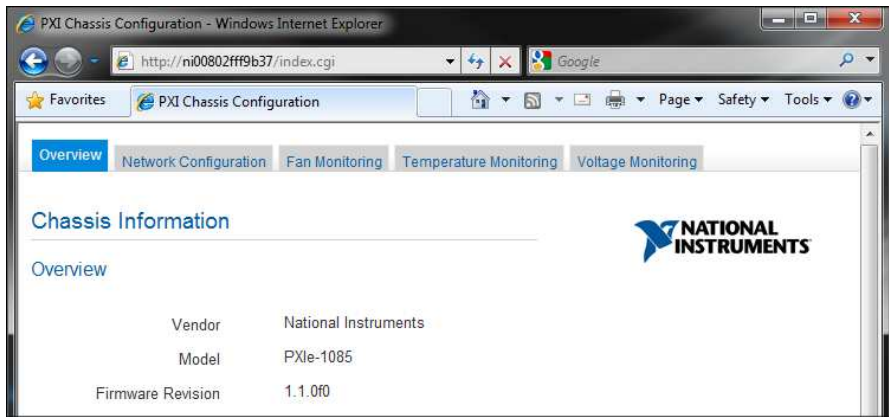 PXI Chassis Configuration - Windows Internet Explorer
http://ni00802fff9b37/index.cgi
Google
Favorites PXI Chassis Configuration Page Safety Tools
Overview Network Configuration Fan Monitoring Temperature Monitoring Voltage Monitoring
Chassis Information
NATIONAL
INSTRUMENTS
Overview
Vendor National Instruments
Model PXIe-1085
Firmware Revision 1.1.0f0